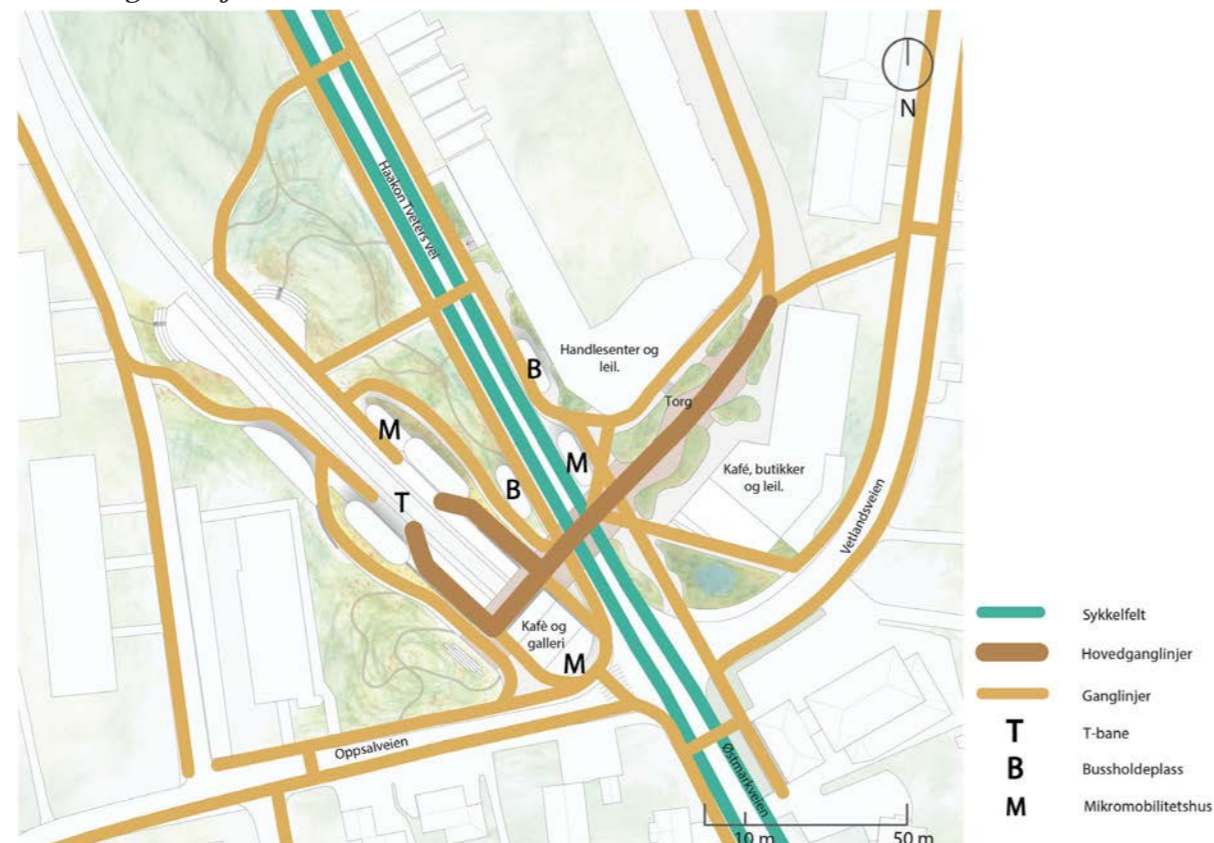 N
Haakon Tveters vei
Handlesenter og
leil.
B
Torg
M
M
Kafé, butikker
og leil.
B
T
Vetlandsveien
Kafè og
galleri
M
Oppsalveien
Østmarkveien
10 m
50 m
Sykkelfelt
Hovedganglinjer
Ganglinjer
T
T-bane
B
Bussholdeplass
M
Mikromobilitetshus